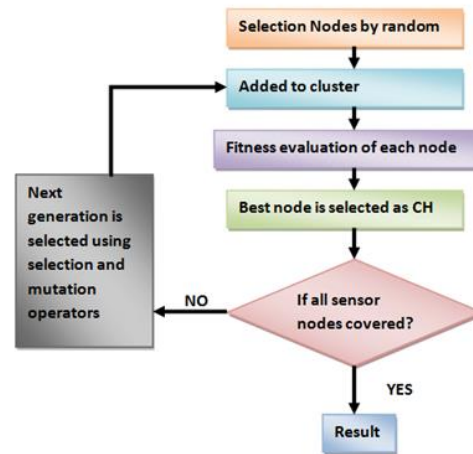 Selection Nodes by random
Added to cluster
Fitness evaluation of each node
Best node is selected as CH
If all sensor
nodes covered?
NO
Next
generation is
selected using
selection and
mutation
operators
YES
Result